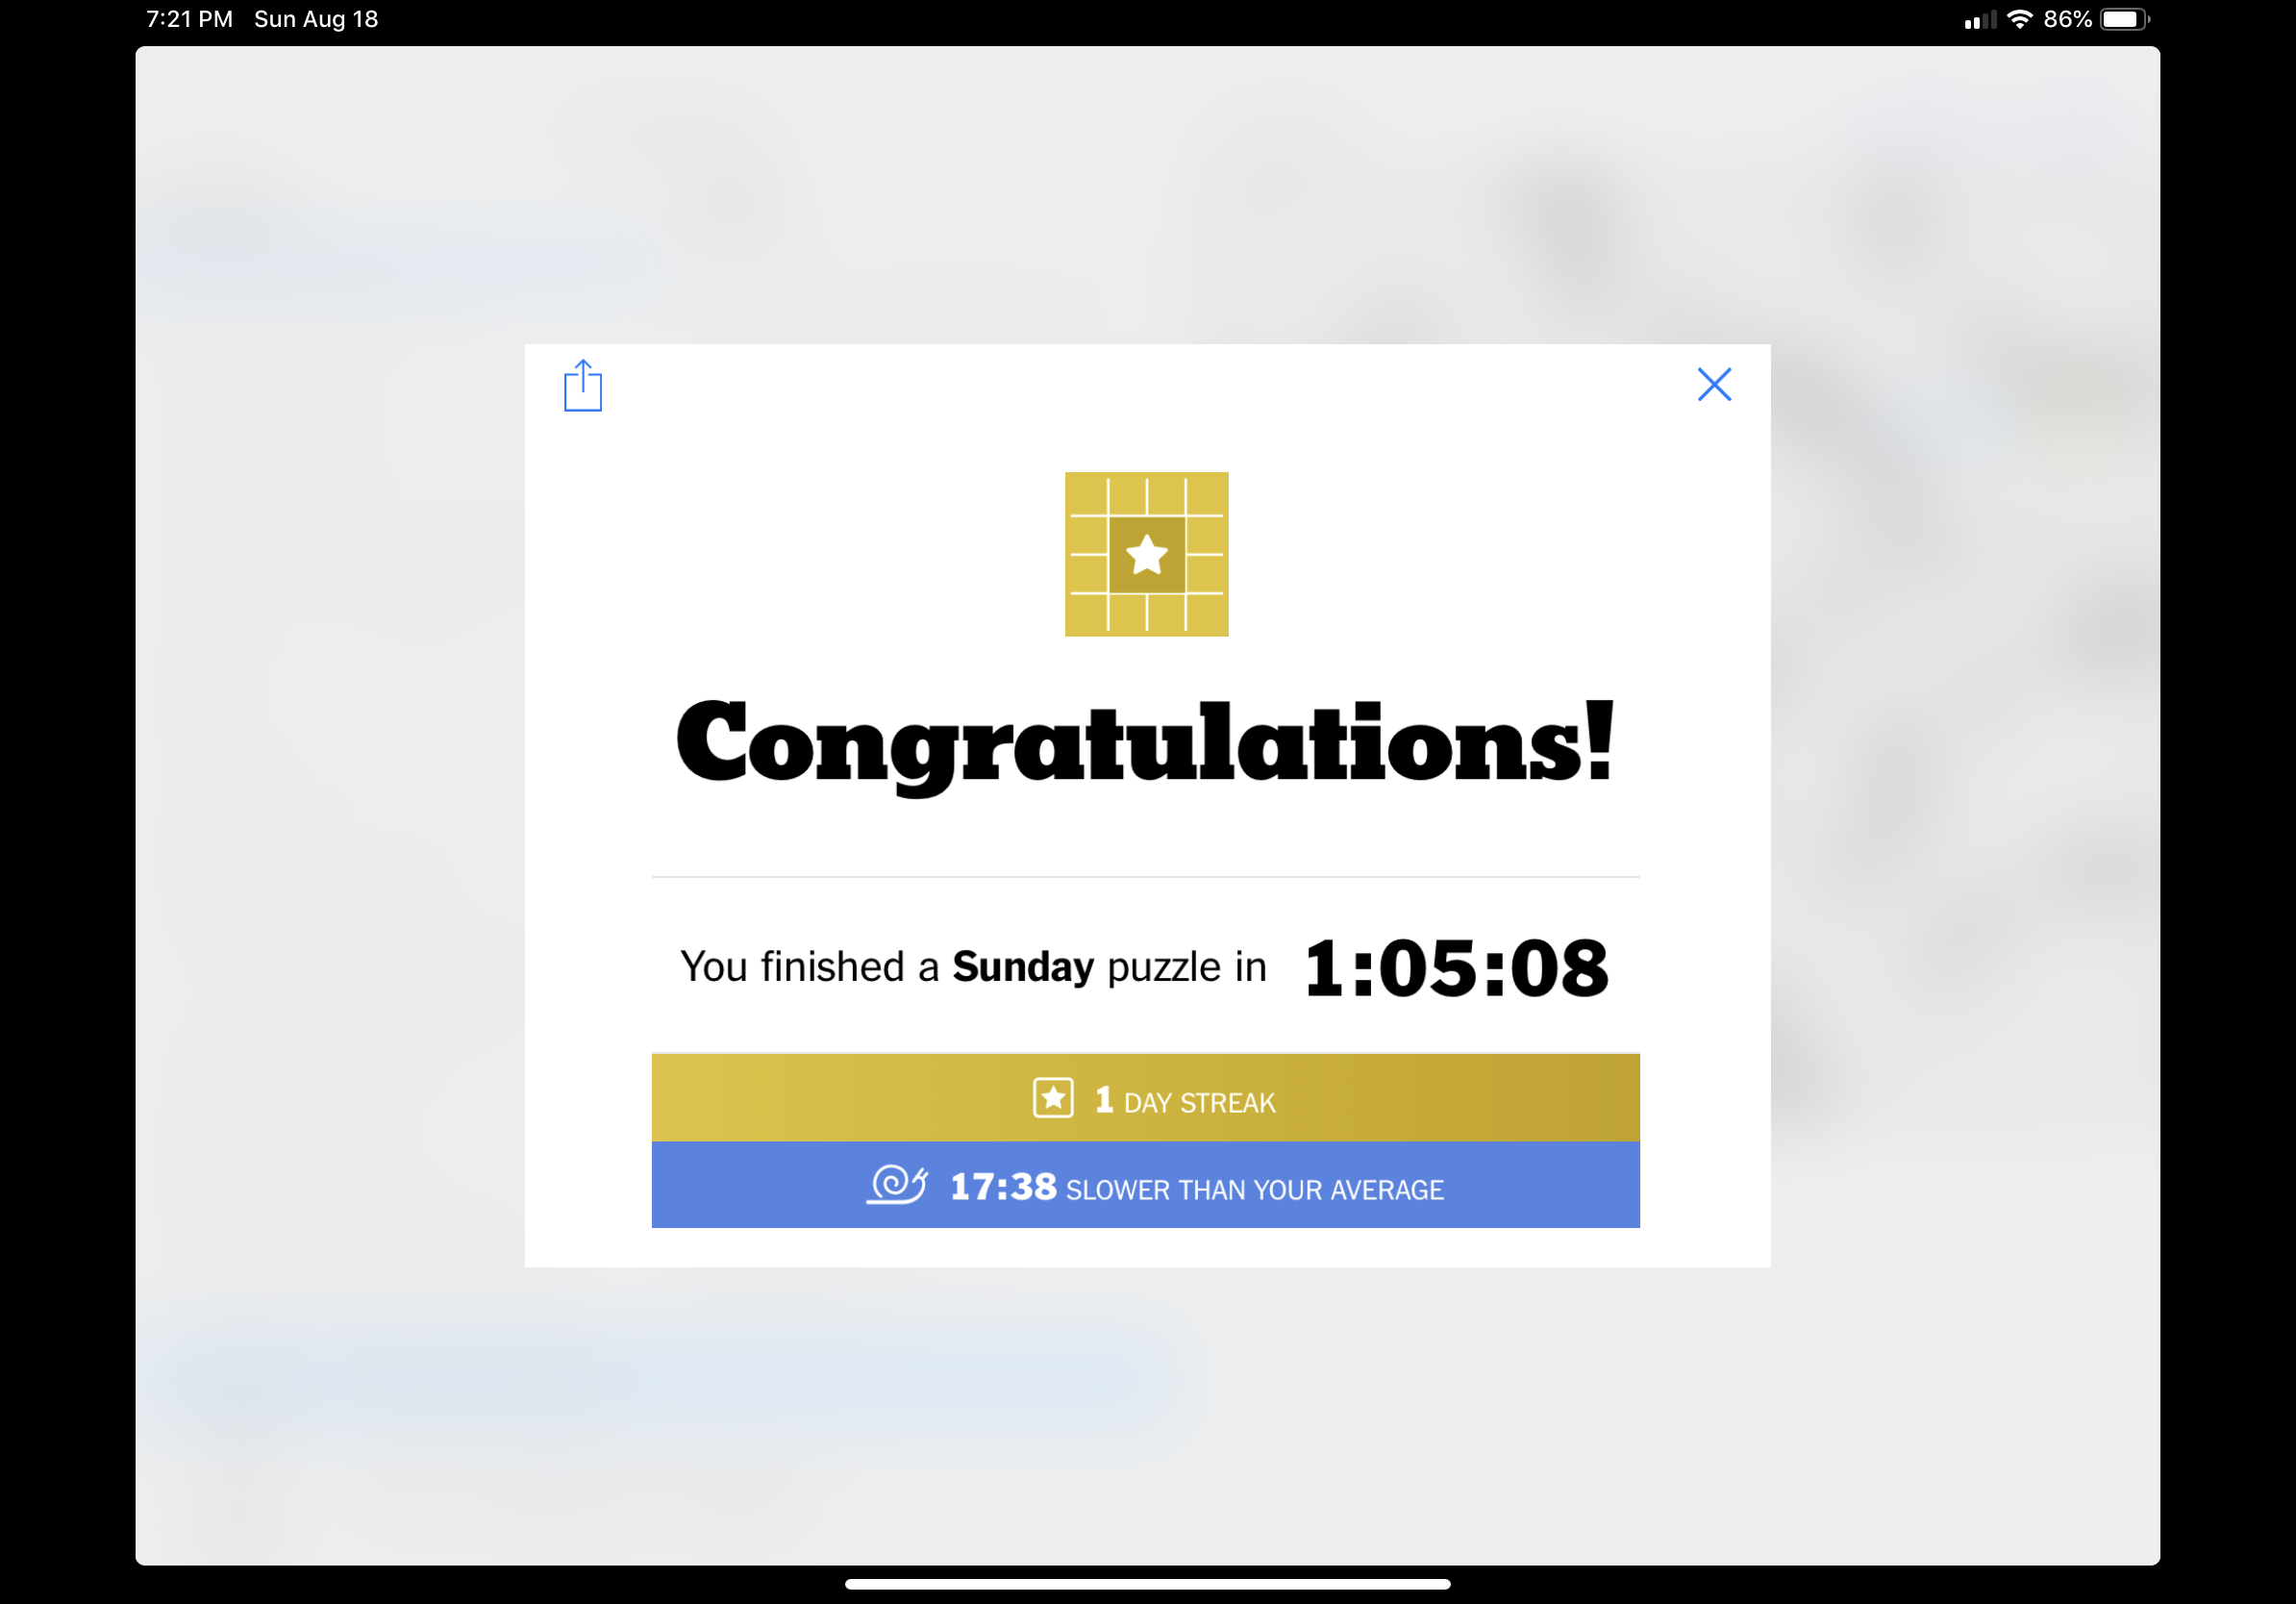 7:21 PM Sun Aug 18 86%
Congratulations!
You finished a Sunday puzzle in 1:05:08
1 DAY STREAK
17:38 SLOWER THAN YOUR AVERAGE